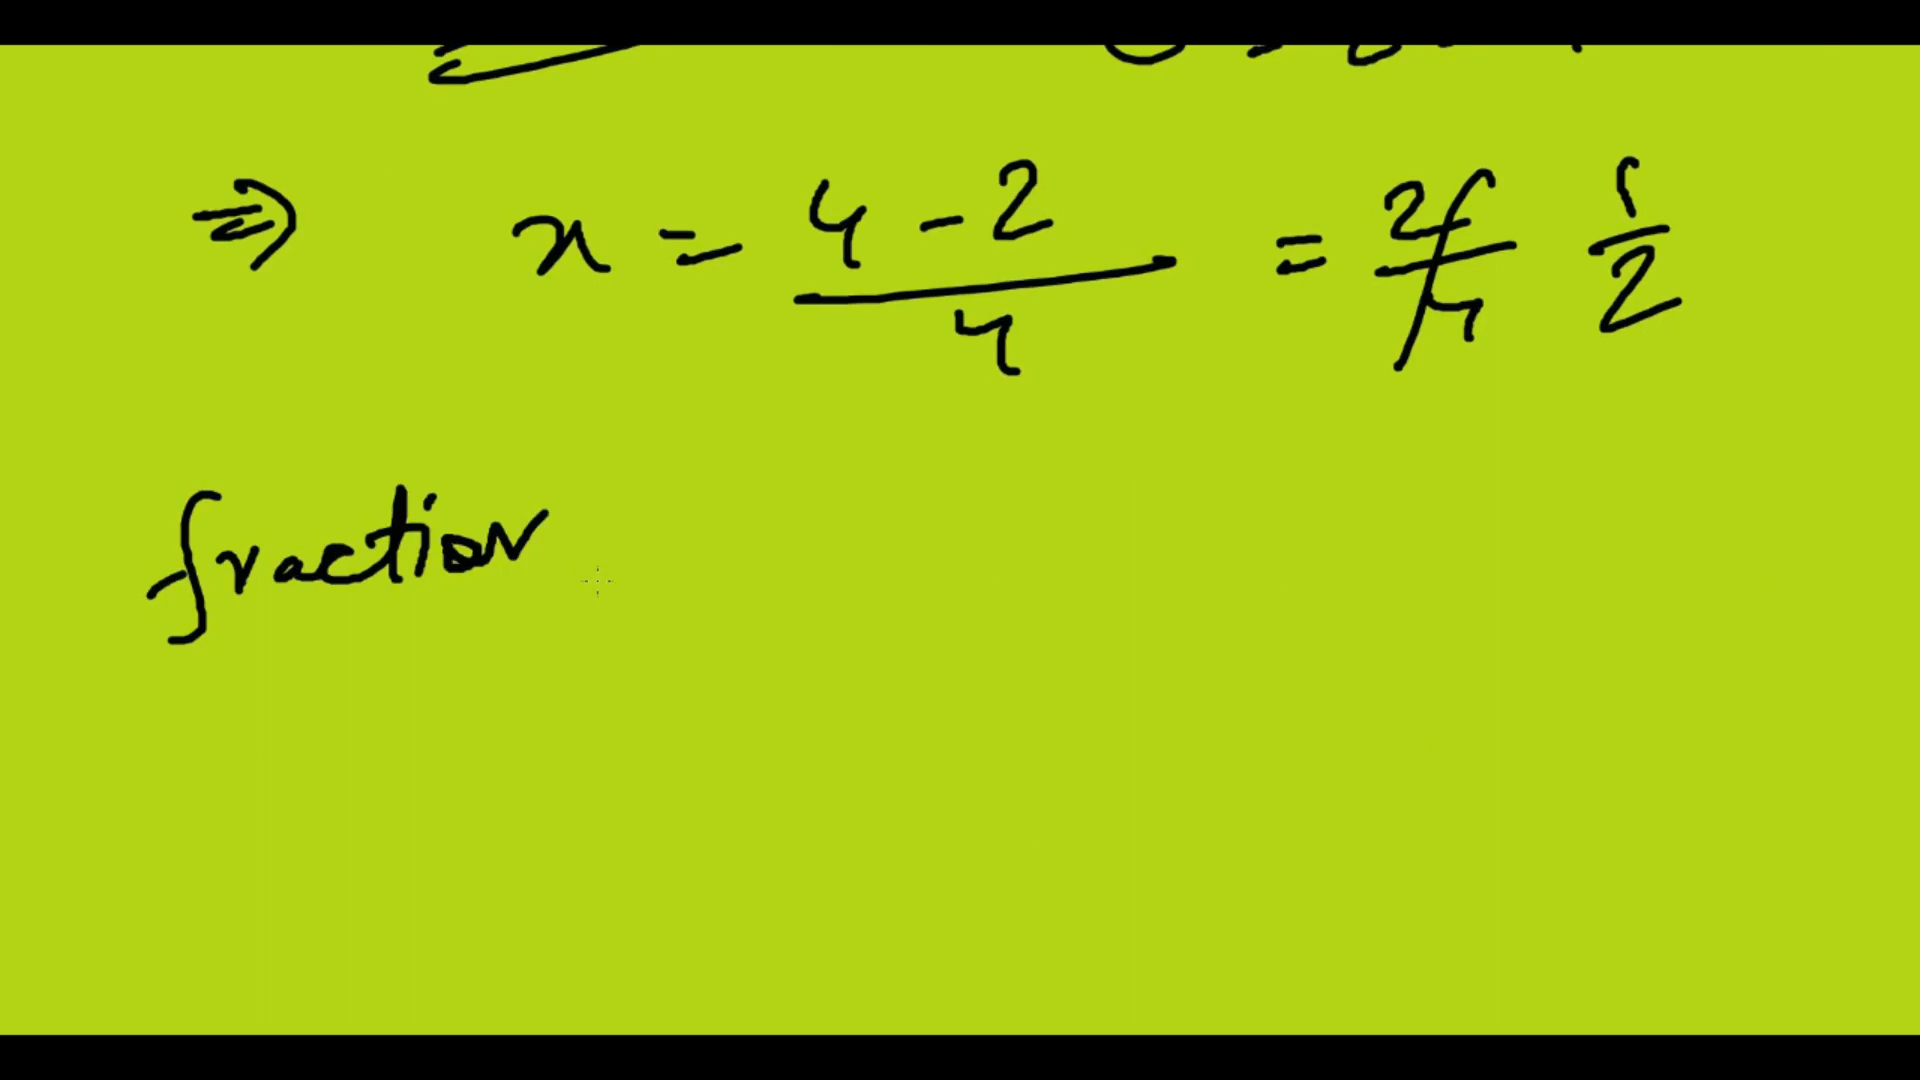 ⇒ x = 4 - 2 / 4 = 2/4 1/2
fraction